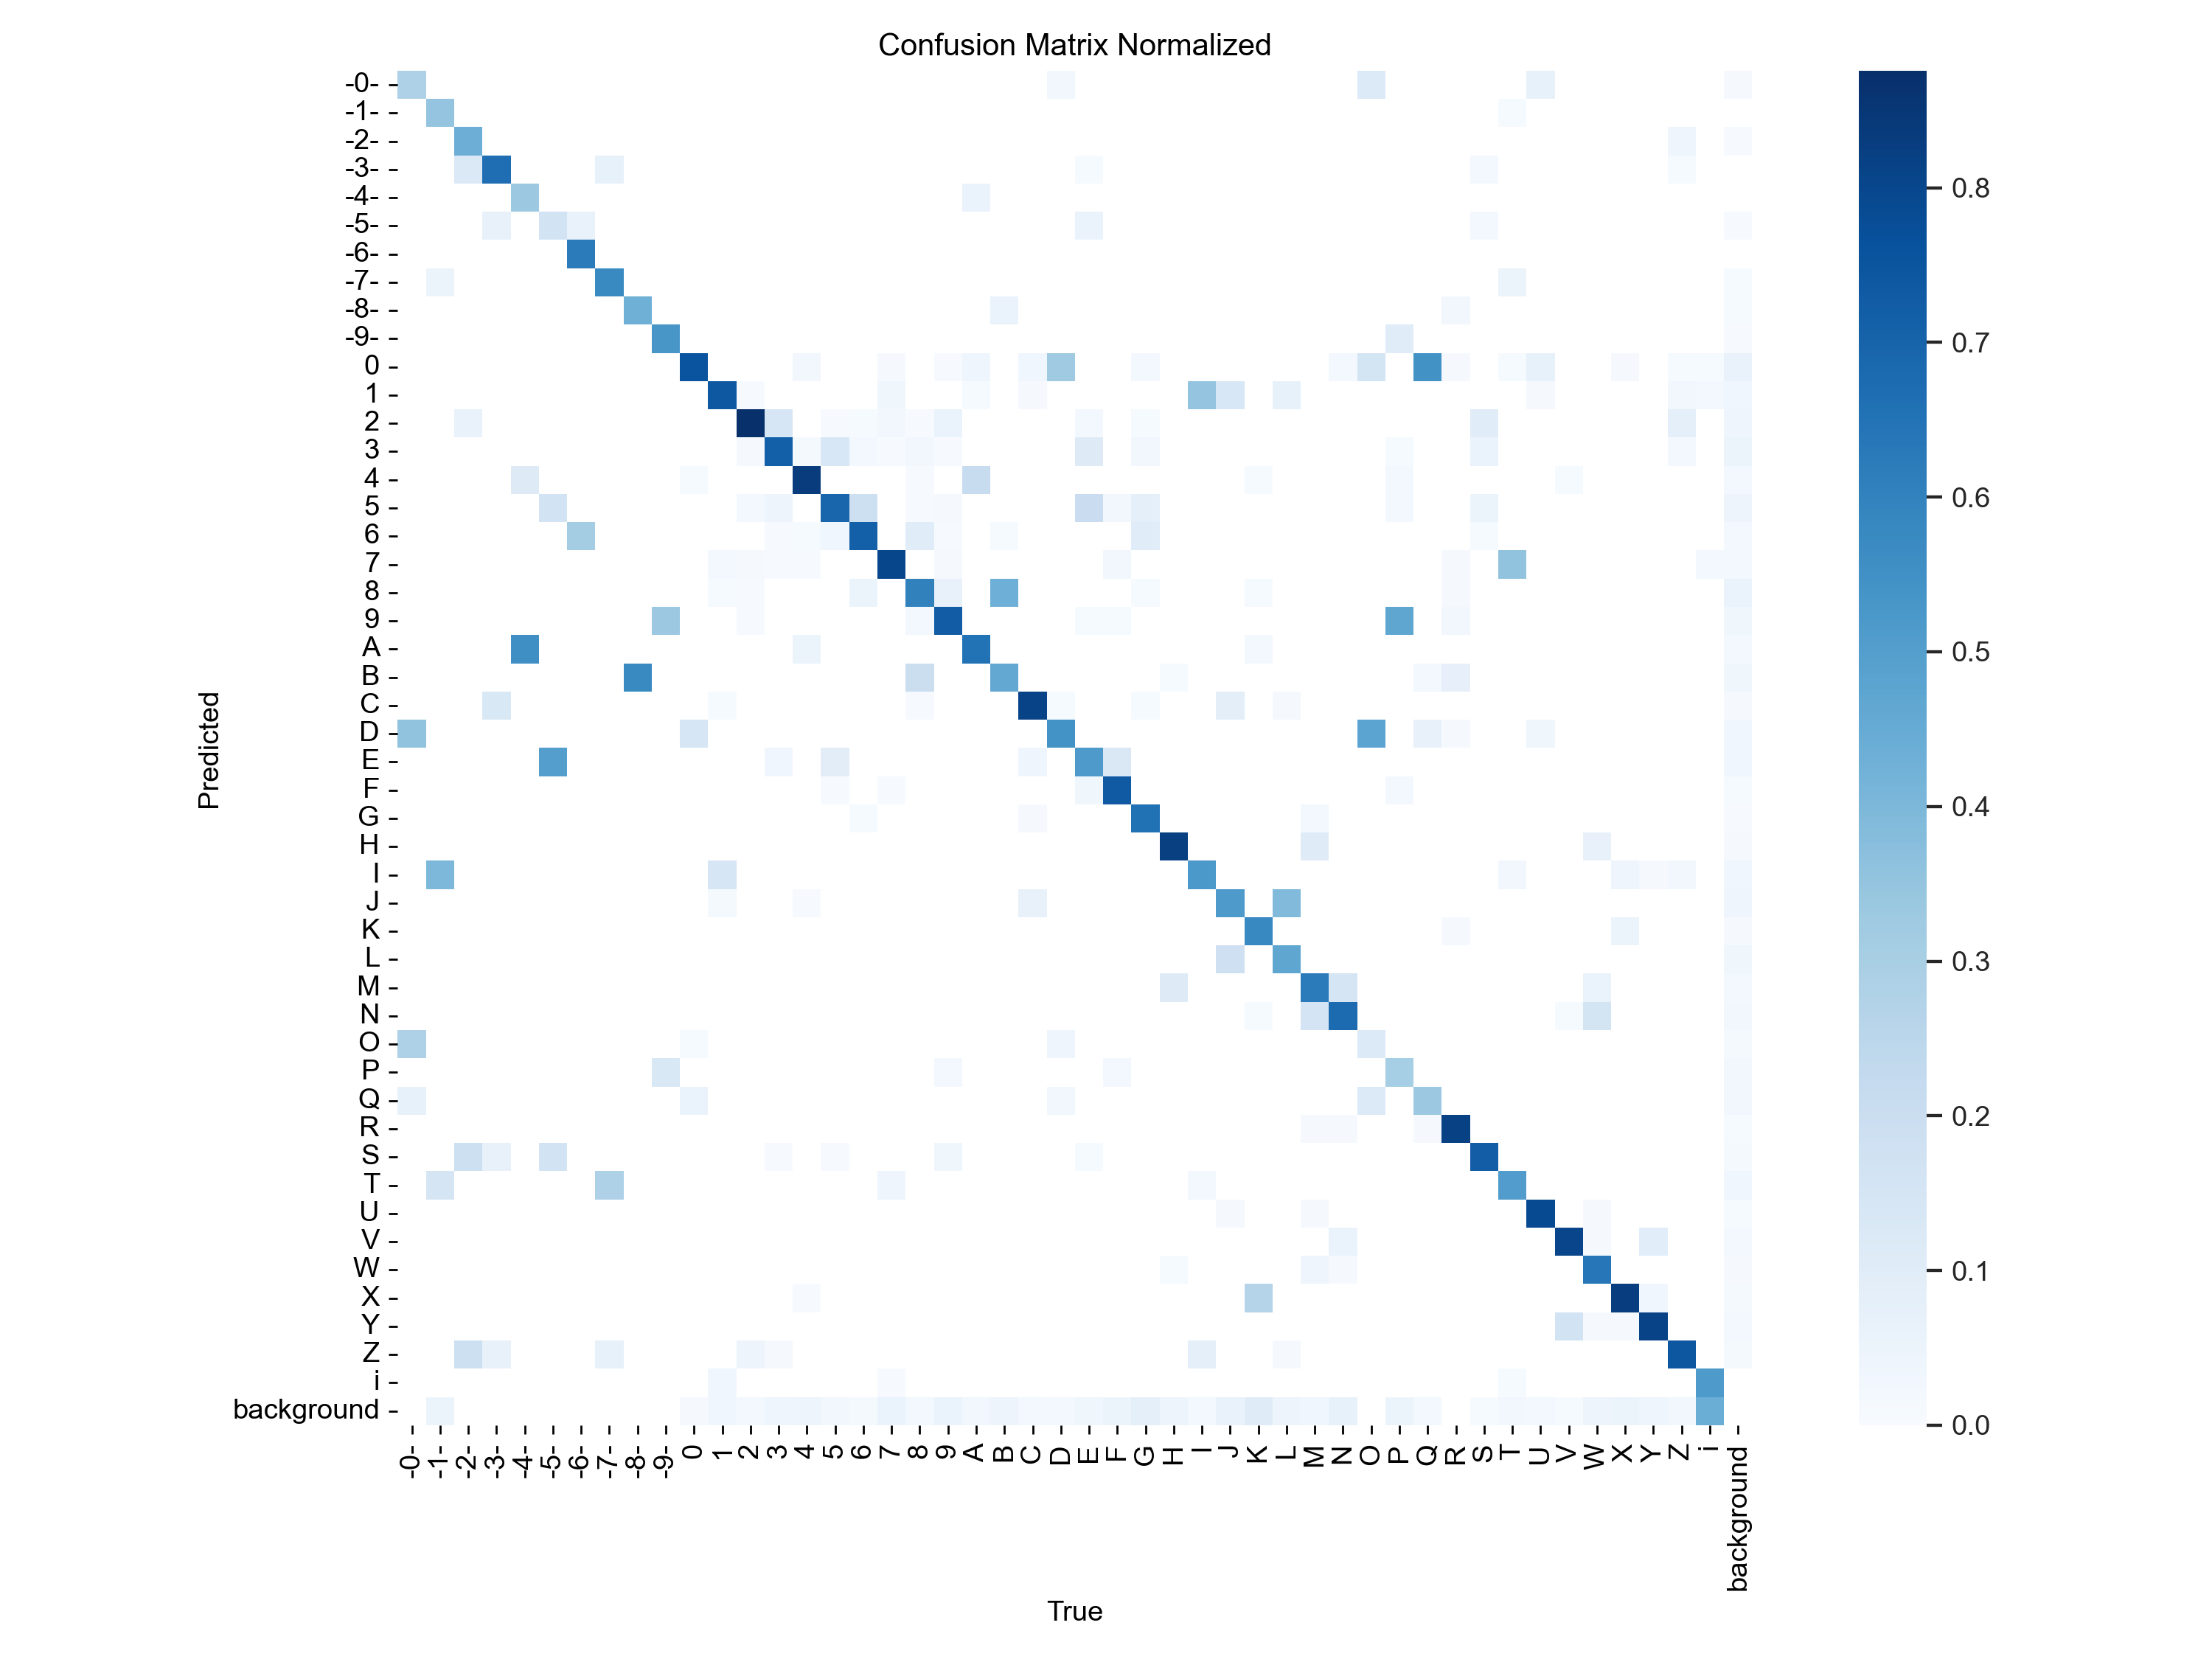 Confusion Matrix Normalized
-0-
-1-
-2-
-3-
-4-
-5-
-6-
-7-
-8-
-9-
0
1
2
3
4
5
6
7
8
9
A
B
C
D
E
F
G
H
I
J
K
L
M
N
O
P
Q
R
S
T
U
V
W
X
Y
Z
i
background
Predicted
-0- -1- -2- -3- -4- -5- -6- -7- -8- -9- 0 1 2 3 4 5 6 7 8 9 A B C D E F G H I J K L M N O P Q R S T U V W X Y Z i background
True
0.8
0.7
0.6
0.5
0.4
0.3
0.2
0.1
0.0